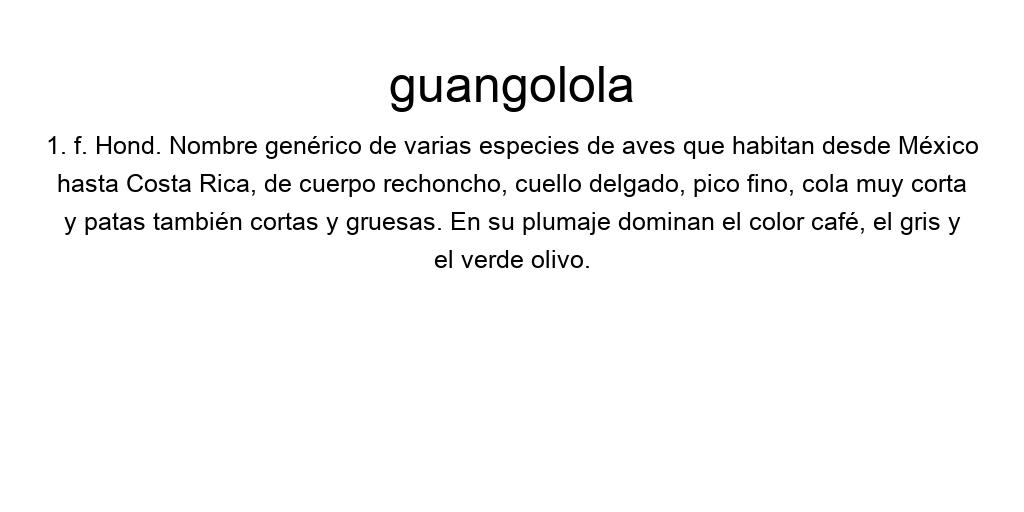 guangolola
1. f. Hond. Nombre genérico de varias especies de aves que habitan desde México
hasta Costa Rica, de cuerpo rechoncho, cuello delgado, pico fino, cola muy corta
y patas también cortas y gruesas. En su plumaje dominan el color café, el gris y
el verde olivo.